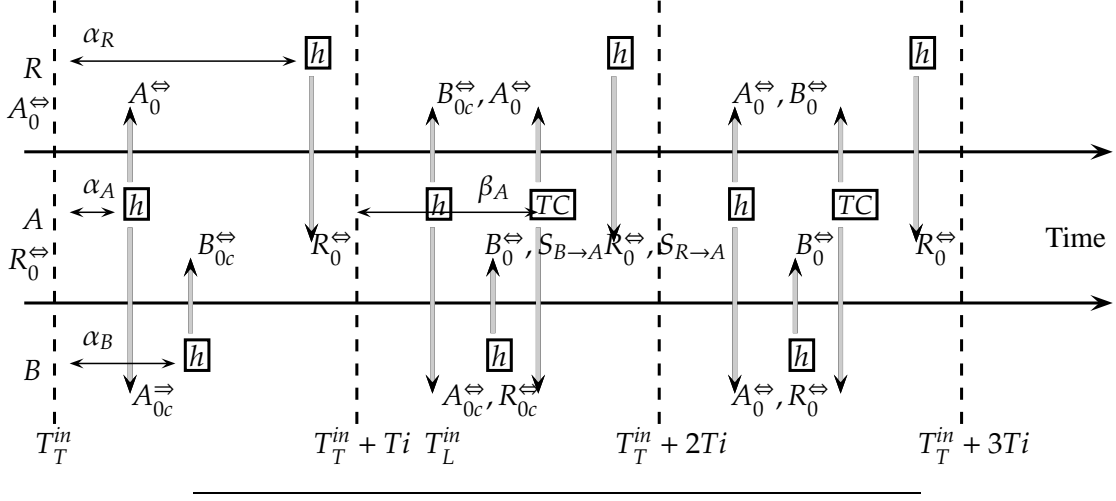 α_R h h h
R
A_0^⇔ A_0^⇔ B_{0c}^⇔, A_0^⇔ A_0^⇔, B_0^⇔
α_A h h β_A TC h TC
A
R_0^⇔ B_{0c}^⇔ R_0^⇔ B_0^⇔, S_{B→A} R_0^⇔, S_{R→A} B_0^⇔ R_0^⇔ Time
α_B h h h
B
A_{0c}^⇒ A_{0c}^⇔, R_{0c}^⇔ A_0^⇔, R_0^⇔
T_T^{in} T_T^{in} + Ti T_L^{in} T_T^{in} + 2Ti T_T^{in} + 3Ti